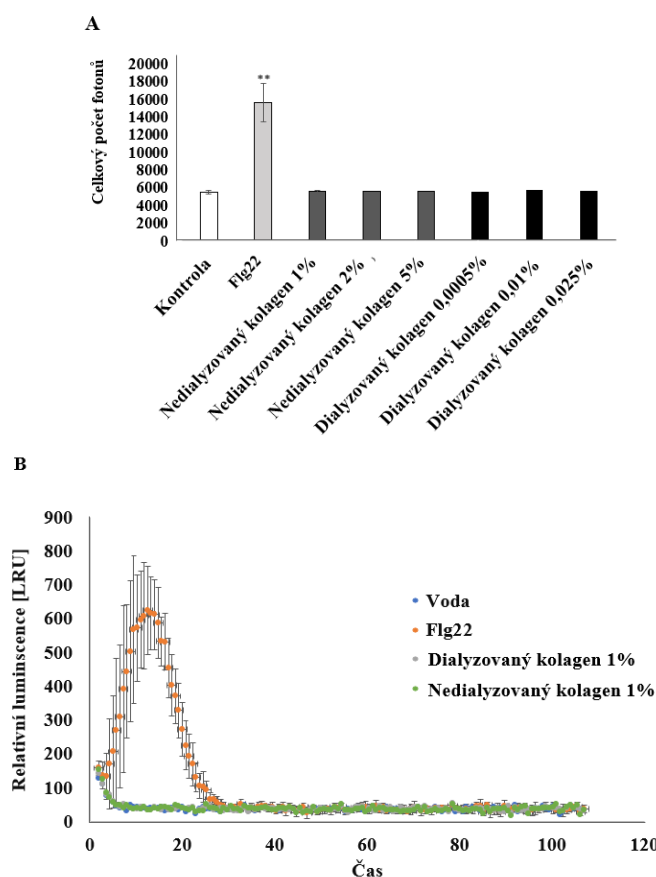 A
Celkový počet fotonů
20000
18000
16000
14000
12000
10000
8000
6000
4000
2000
0
**
Kontrola
Flg22
Nedialyzovaný kolagen 1%
Nedialyzovaný kolagen 2%
Nedialyzovaný kolagen 5%
Dialyzovaný kolagen 0,0005%
Dialyzovaný kolagen 0,01%
Dialyzovaný kolagen 0,025%
B
Relativní luminscence [LRU]
900
800
700
600
500
400
300
200
100
0
Voda
Flg22
Dialyzovaný kolagen 1%
Nedialyzovaný kolagen 1%
0 20 40 60 80 100 120
Čas